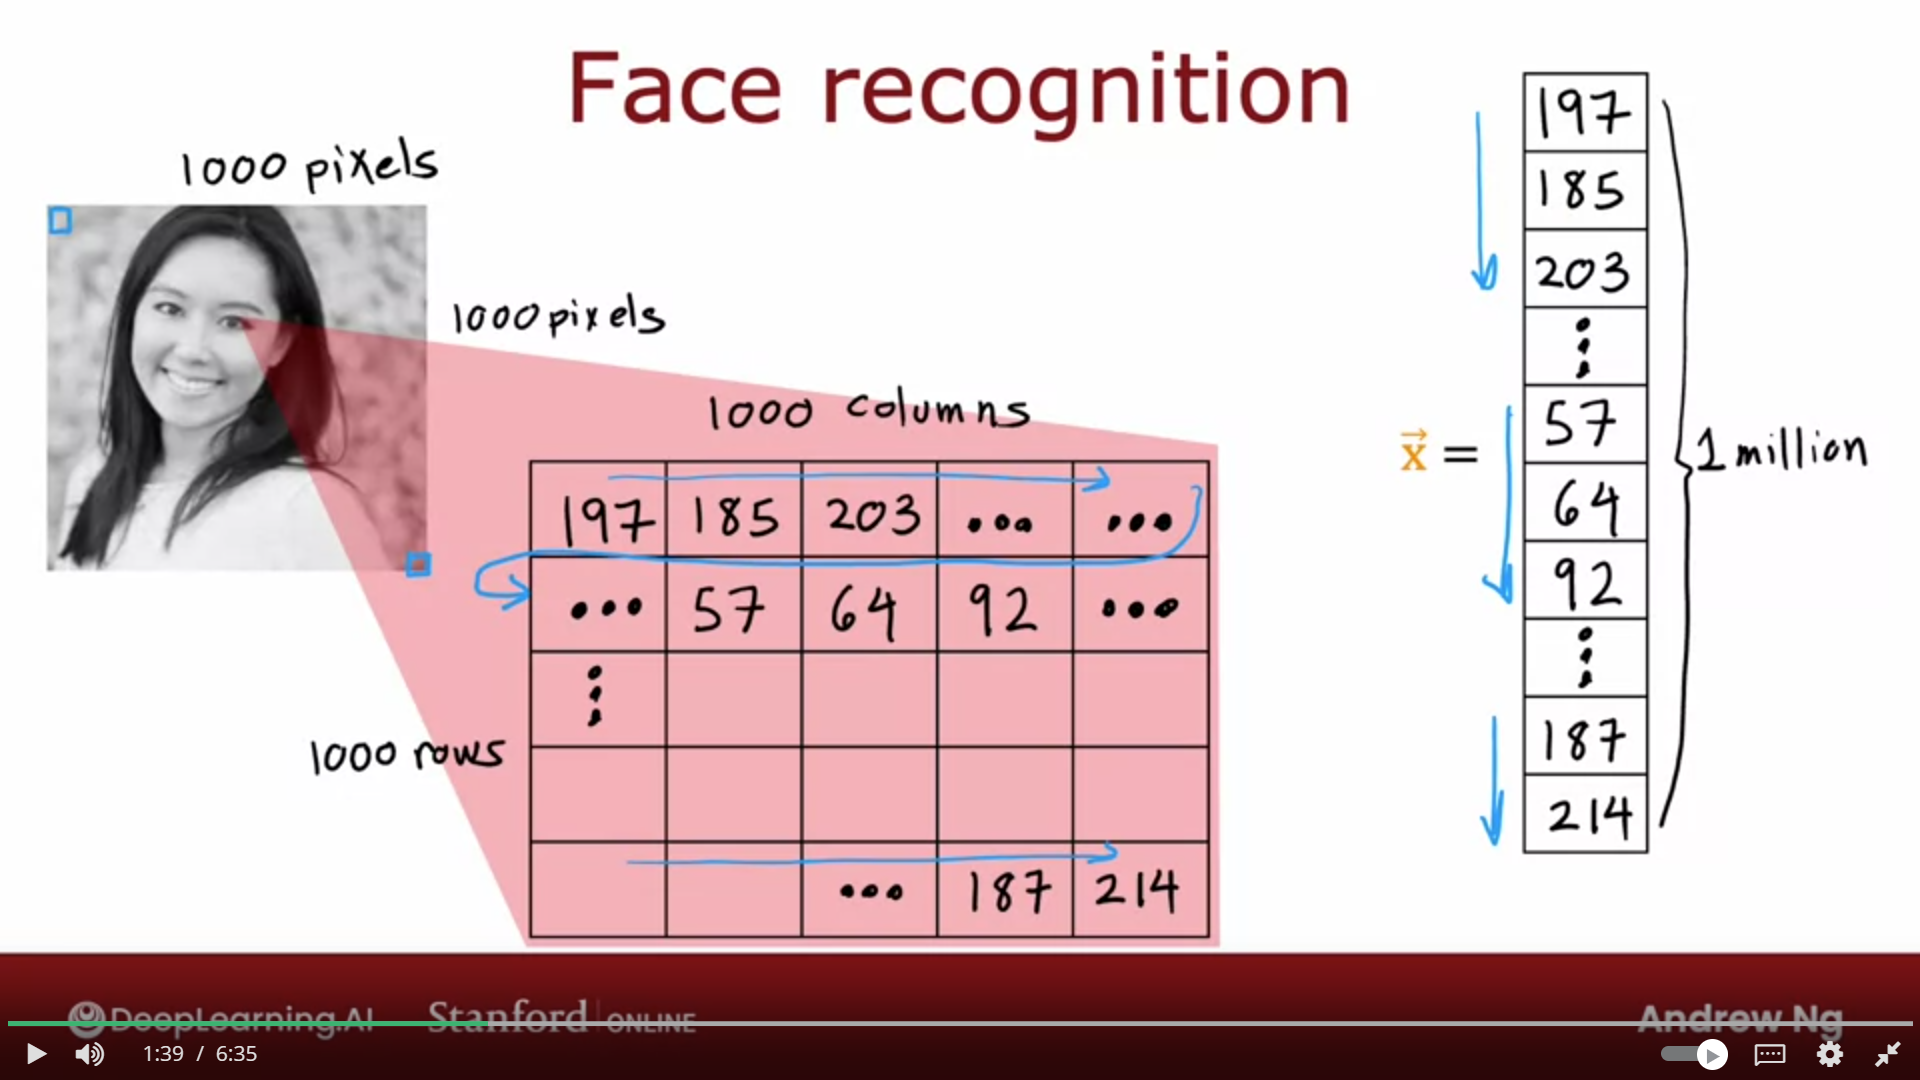 Face recognition
1000 pixels
1000 pixels
1000 columns
197 185 203 ... ...
... 57 64 92 ...
⋮
1000 rows
... 187 214
x⃗ =
197
185
203
⋮
57
64
92
⋮
187
214
1 million
DeepLearning.AI Stanford | ONLINE
Andrew Ng
1:39 / 6:35